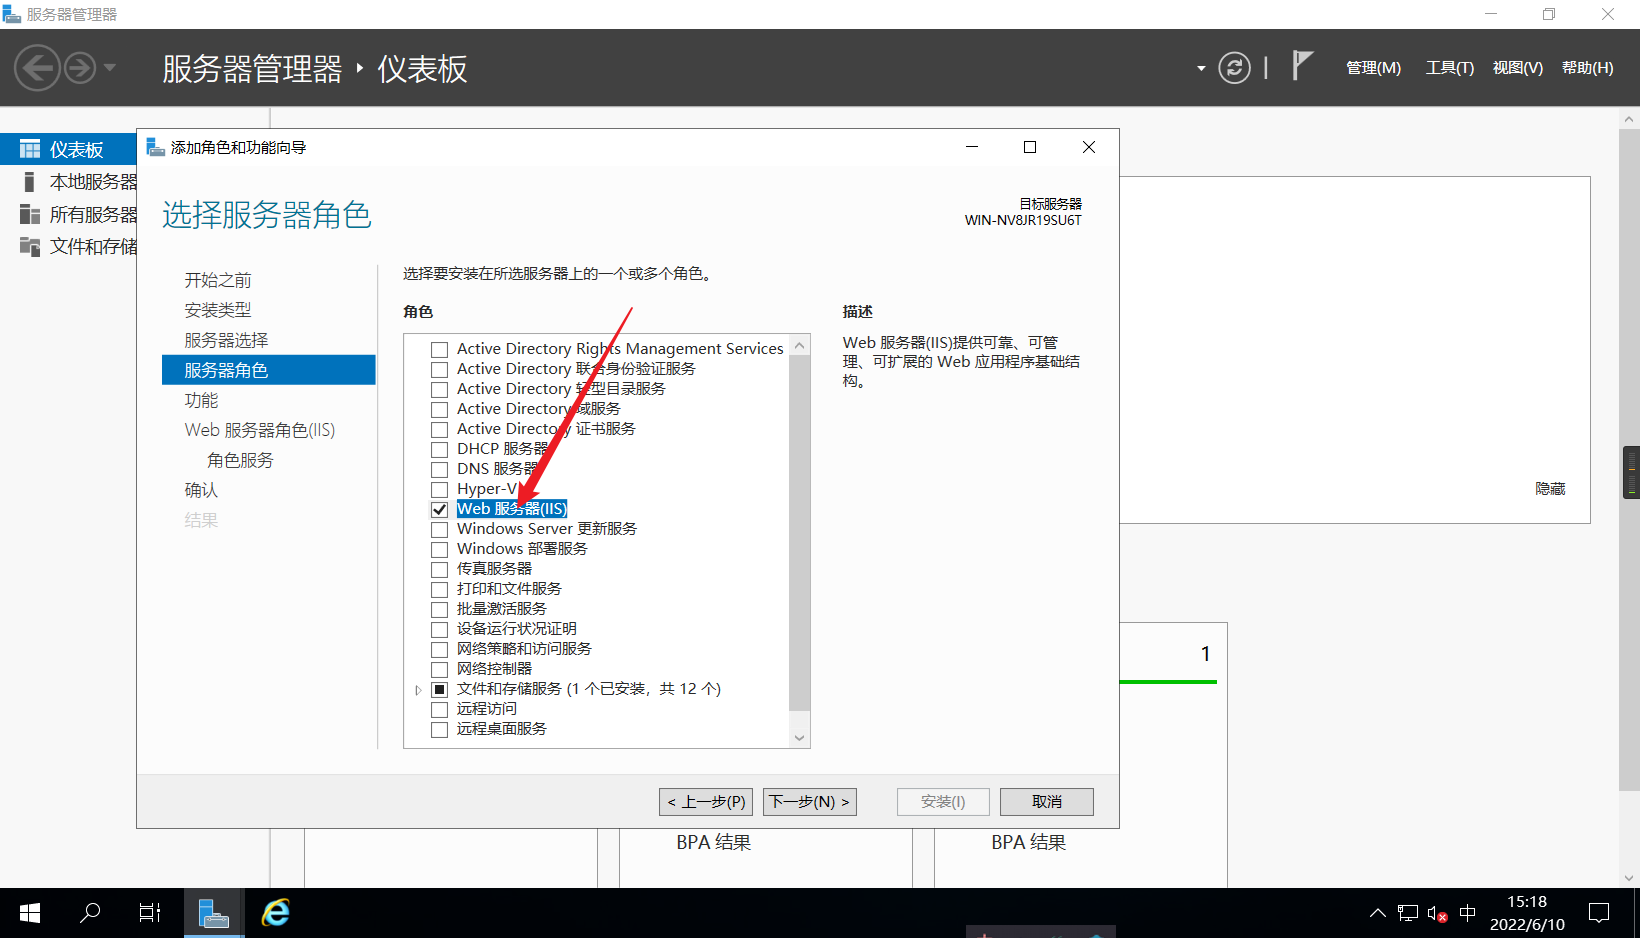 服务器管理器
服务器管理器 ‣ 仪表板
管理(M) 工具(T) 视图(V) 帮助(H)
仪表板
本地服务器
所有服务器
文件和存储
添加角色和功能向导
选择服务器角色
目标服务器
WIN-NV8JR19SU6T
开始之前
安装类型
服务器选择
服务器角色
功能
Web 服务器角色(IIS)
角色服务
确认
结果
选择要安装在所选服务器上的一个或多个角色。
角色
Active Directory Rights Management Services
Active Directory 联合身份验证服务
Active Directory 轻型目录服务
Active Directory 域服务
Active Directory 证书服务
DHCP 服务器
DNS 服务器
Hyper-V
Web 服务器(IIS)
Windows Server 更新服务
Windows 部署服务
传真服务器
打印和文件服务
批量激活服务
设备运行状况证明
网络策略和访问服务
网络控制器
文件和存储服务 (1 个已安装，共 12 个)
远程访问
远程桌面服务
描述
Web 服务器(IIS)提供可靠、可管
理、可扩展的 Web 应用程序基础结
构。
< 上一步(P) 下一步(N) > 安装(I) 取消
隐藏
1
BPA 结果
BPA 结果
中
15:18
2022/6/10